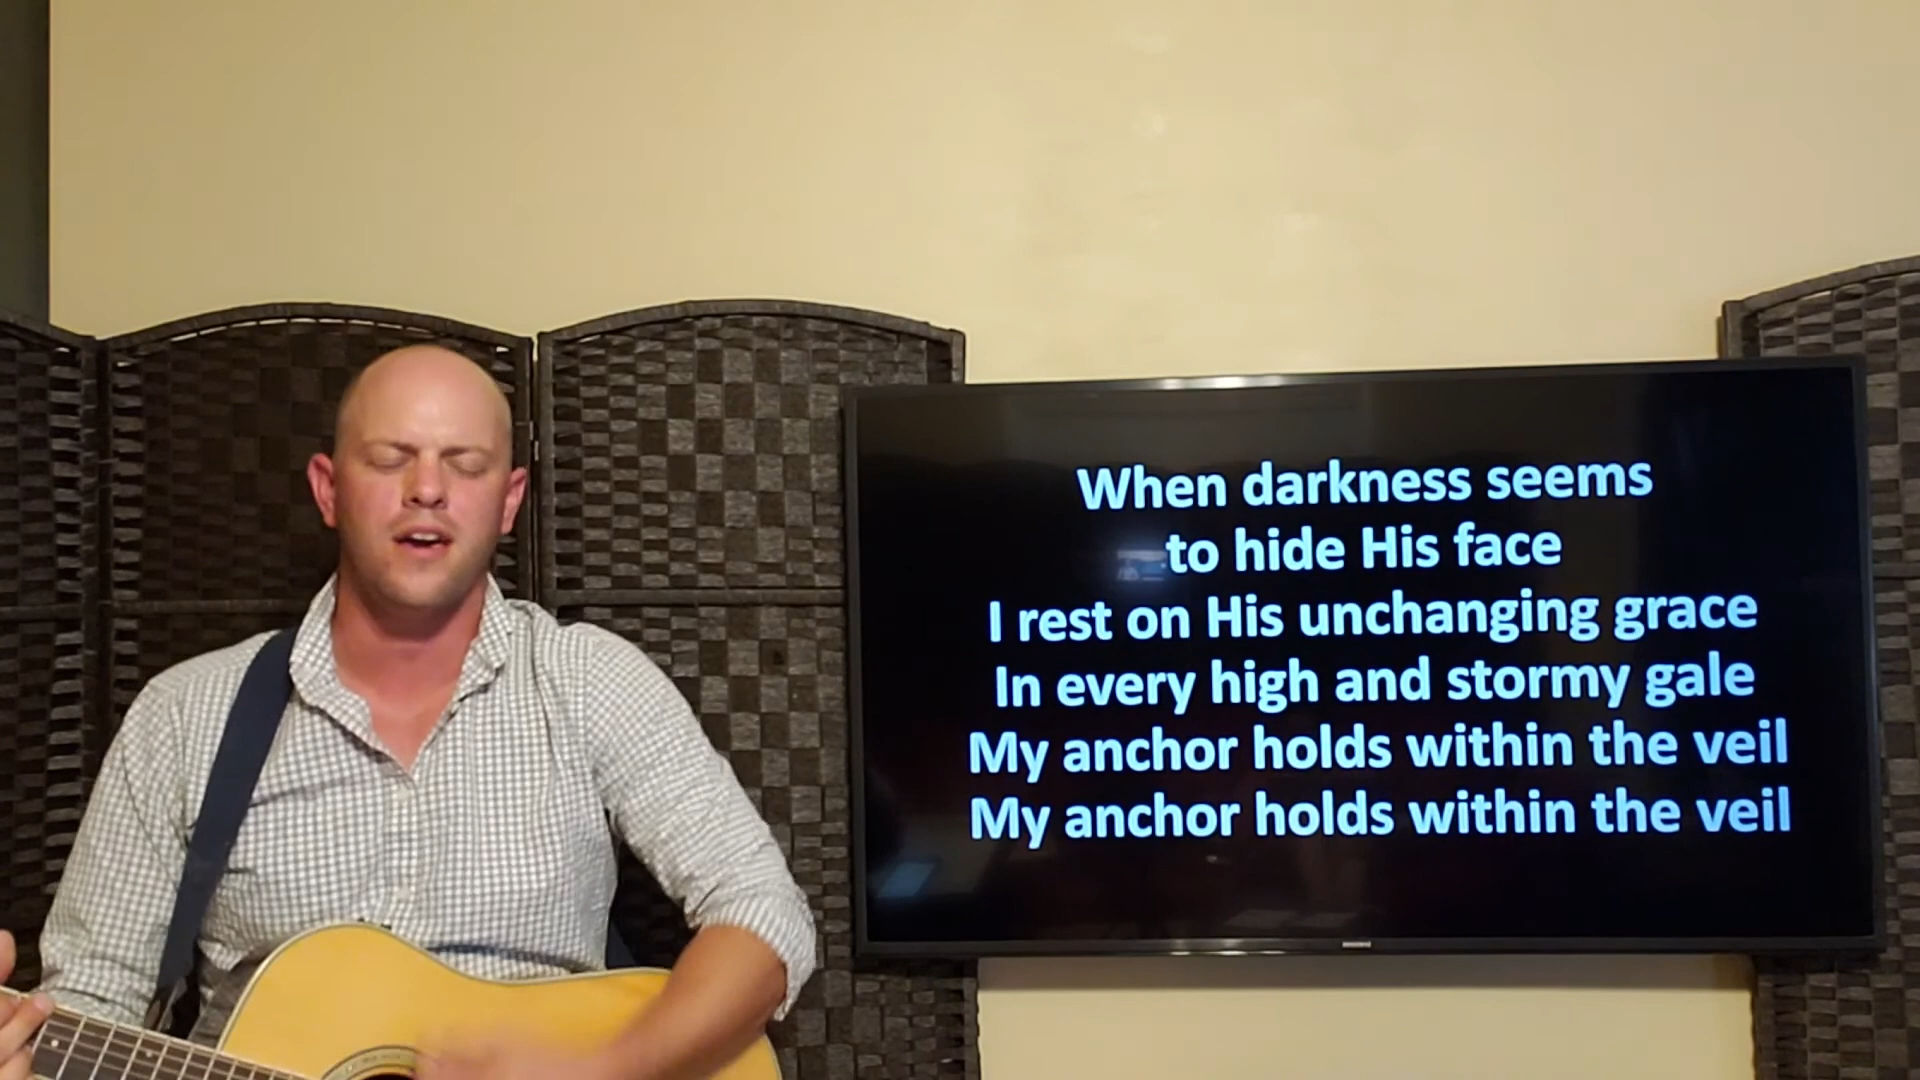 When darkness seems
to hide His face
I rest on His unchanging grace
In every high and stormy gale
My anchor holds within the veil
My anchor holds within the veil